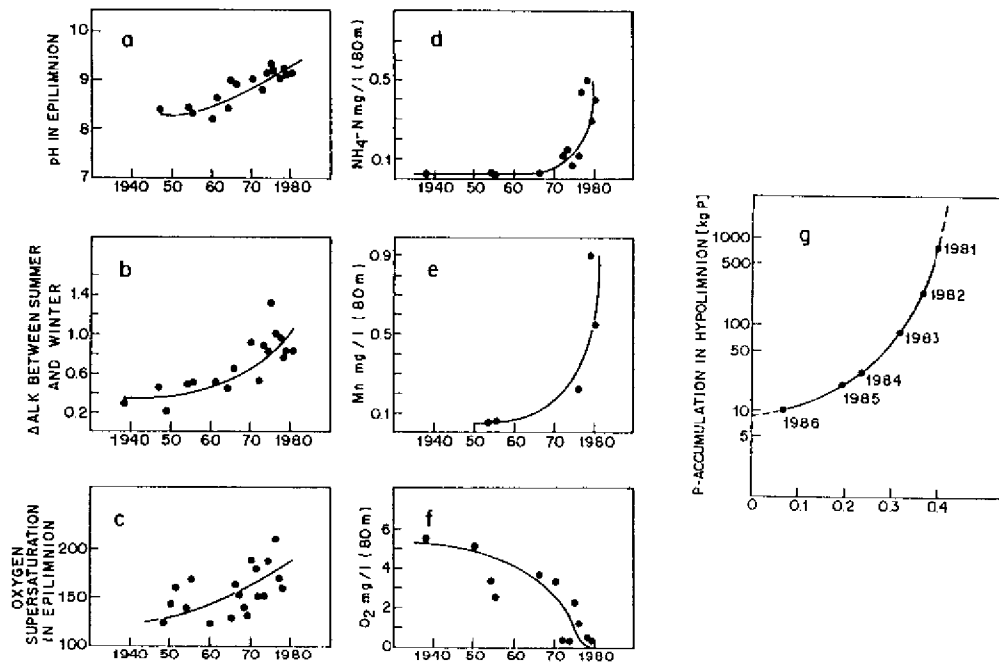 a
pH IN EPILIMNION
10
9
8
7
1940 50 60 70 1980
b
Δ ALK BETWEEN SUMMER
AND WINTER
1.4
1.0
0.6
0.2
1940 50 60 70 1980
c
OXYGEN
SUPERSATURATION
IN EPILIMNION
200
150
100
1940 50 60 70 1980
d
NH4-N mg/l (80m)
0.5
0.1
1940 50 60 70 1980
e
Mn mg/l (80m)
0.9
0.5
0.1
1940 50 60 70 1980
f
O2 mg/l (80m)
6
4
2
0
1940 50 60 70 1980
g
P-ACCUMULATION IN HYPOLIMNION [kg P]
1000
500
100
50
10
5
1981
1982
1983
1984
1985
1986
0 0.1 0.2 0.3 0.4